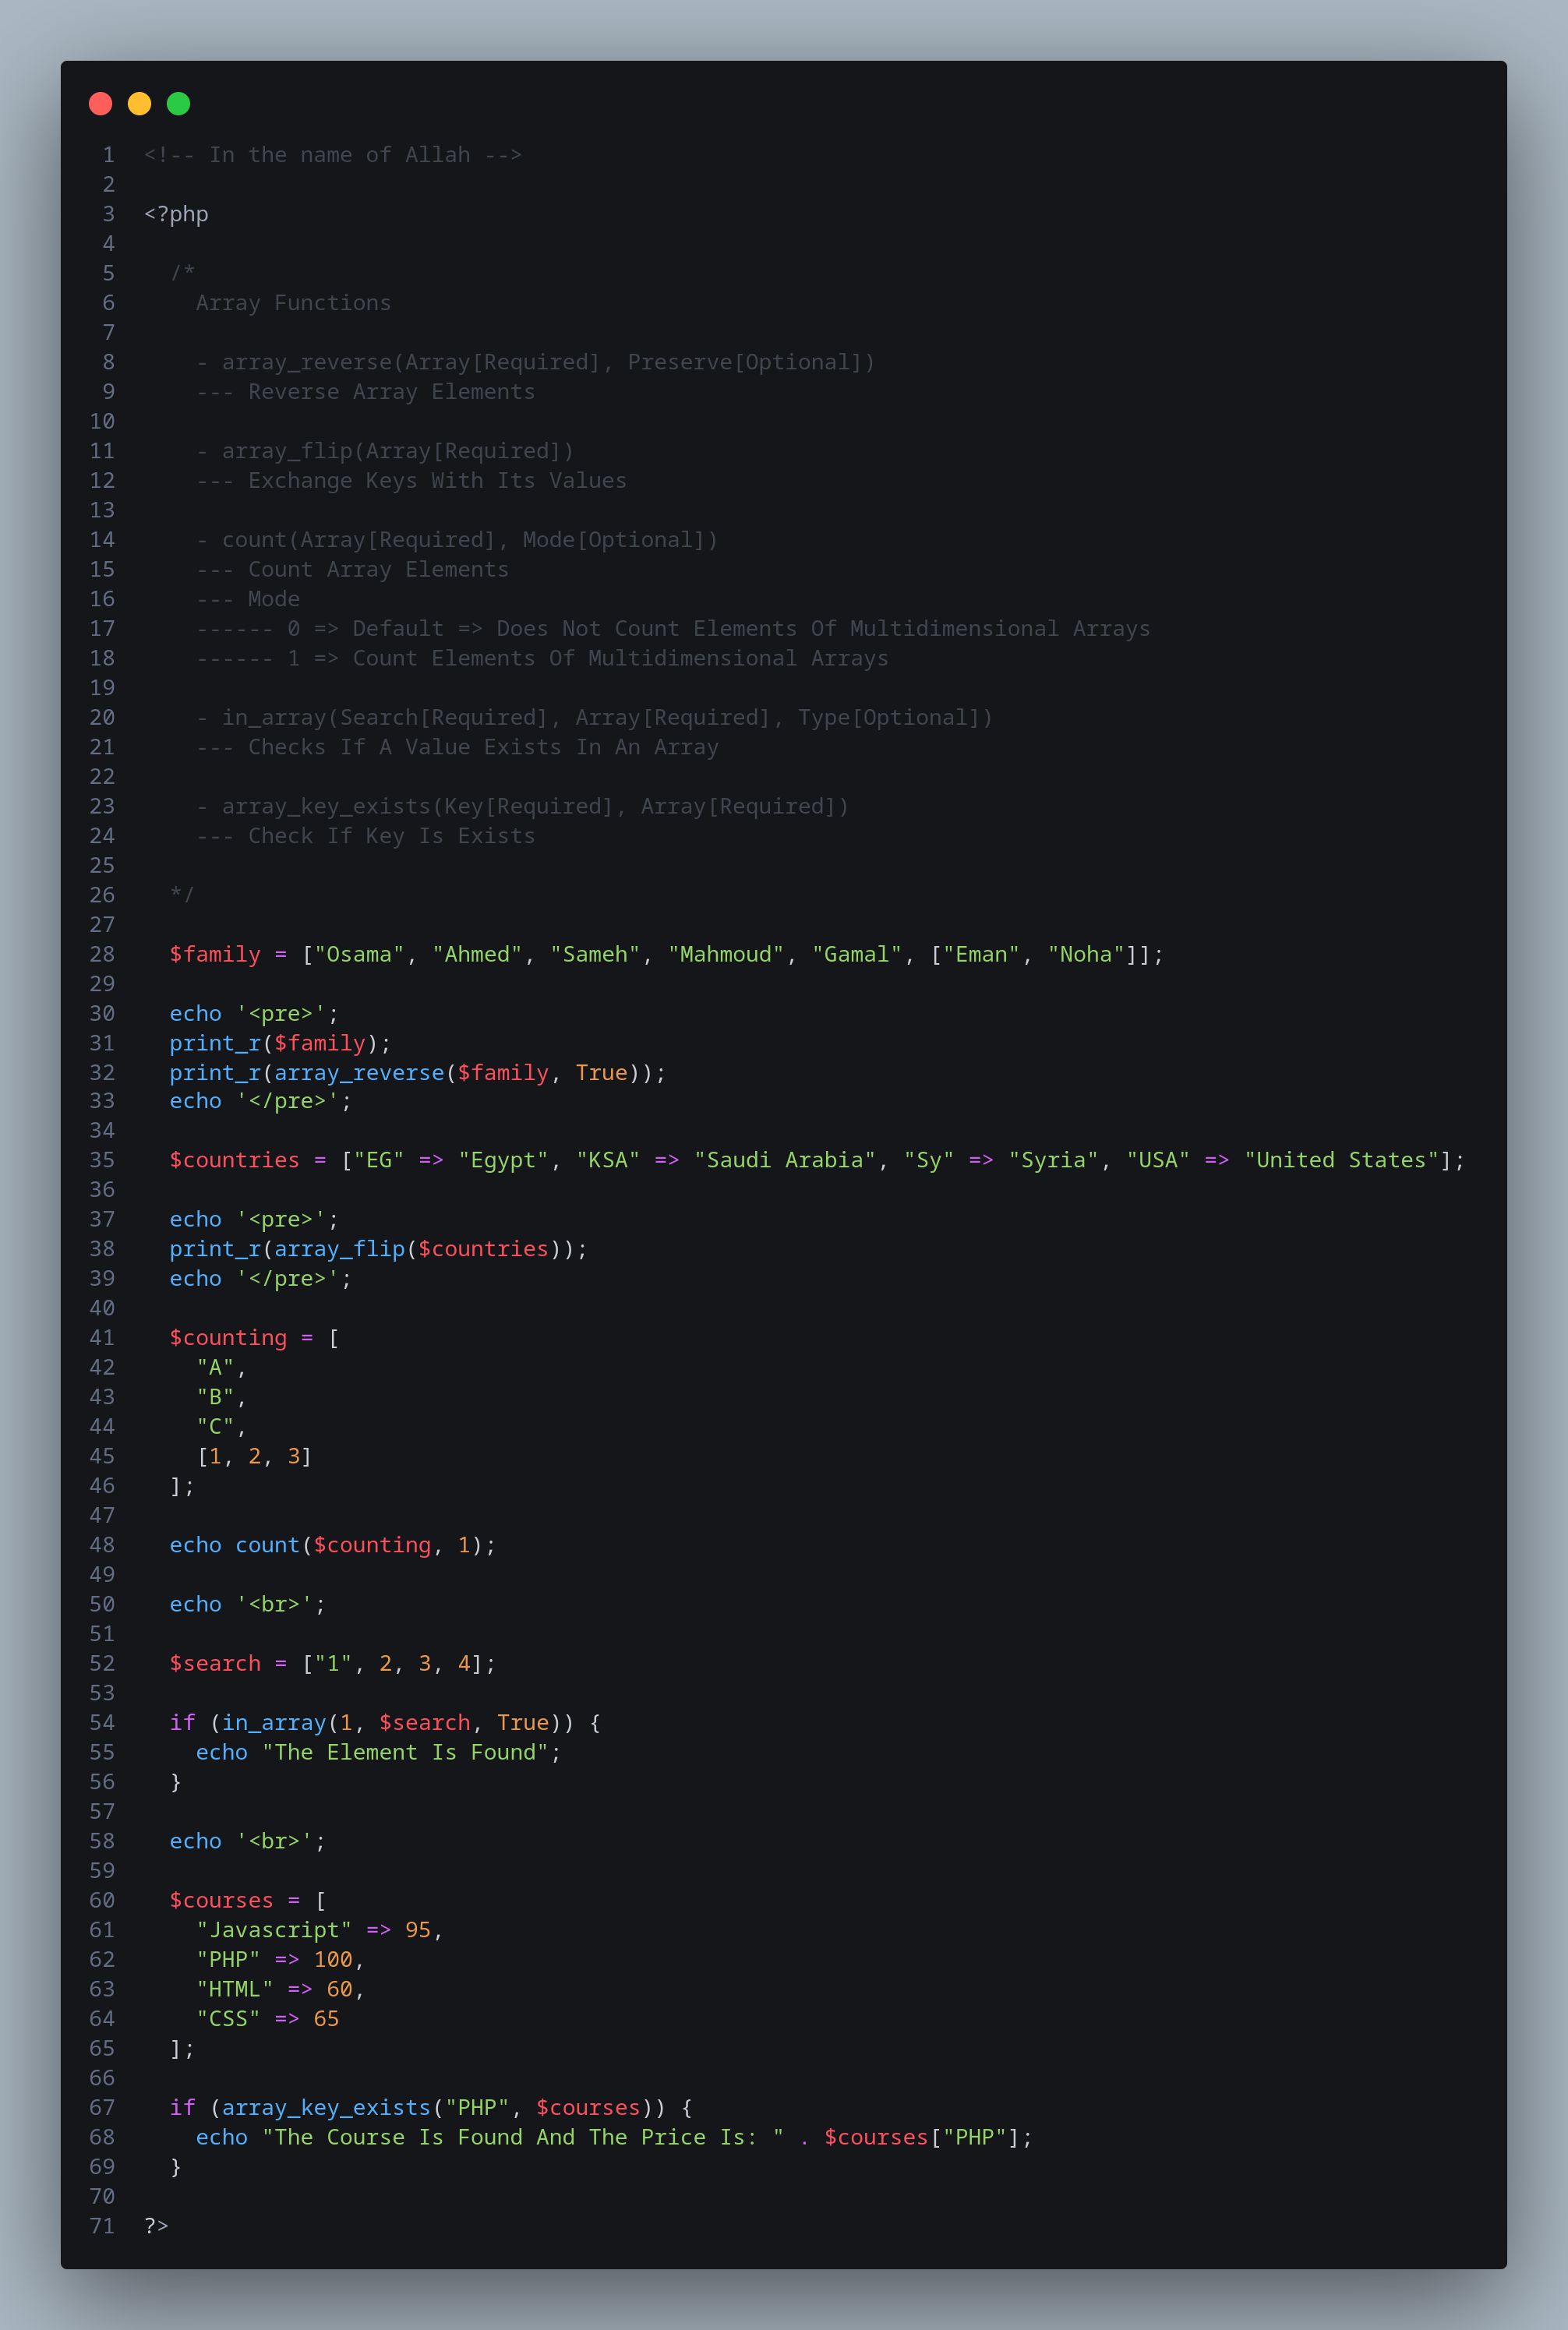 1 <!-- In the name of Allah -->
2
3 <?php
4
5 /*
6 Array Functions
7
8 - array_reverse(Array[Required], Preserve[Optional])
9 --- Reverse Array Elements
10
11 - array_flip(Array[Required])
12 --- Exchange Keys With Its Values
13
14 - count(Array[Required], Mode[Optional])
15 --- Count Array Elements
16 --- Mode
17 ------ 0 => Default => Does Not Count Elements Of Multidimensional Arrays
18 ------ 1 => Count Elements Of Multidimensional Arrays
19
20 - in_array(Search[Required], Array[Required], Type[Optional])
21 --- Checks If A Value Exists In An Array
22
23 - array_key_exists(Key[Required], Array[Required])
24 --- Check If Key Is Exists
25
26 */
27
28 $family = ["Osama", "Ahmed", "Sameh", "Mahmoud", "Gamal", ["Eman", "Noha"]];
29
30 echo '<pre>';
31 print_r($family);
32 print_r(array_reverse($family, True));
33 echo '</pre>';
34
35 $countries = ["EG" => "Egypt", "KSA" => "Saudi Arabia", "Sy" => "Syria", "USA" => "United States"];
36
37 echo '<pre>';
38 print_r(array_flip($countries));
39 echo '</pre>';
40
41 $counting = [
42 "A",
43 "B",
44 "C",
45 [1, 2, 3]
46 ];
47
48 echo count($counting, 1);
49
50 echo '<br>';
51
52 $search = ["1", 2, 3, 4];
53
54 if (in_array(1, $search, True)) {
55 echo "The Element Is Found";
56 }
57
58 echo '<br>';
59
60 $courses = [
61 "Javascript" => 95,
62 "PHP" => 100,
63 "HTML" => 60,
64 "CSS" => 65
65 ];
66
67 if (array_key_exists("PHP", $courses)) {
68 echo "The Course Is Found And The Price Is: " . $courses["PHP"];
69 }
70
71 ?>